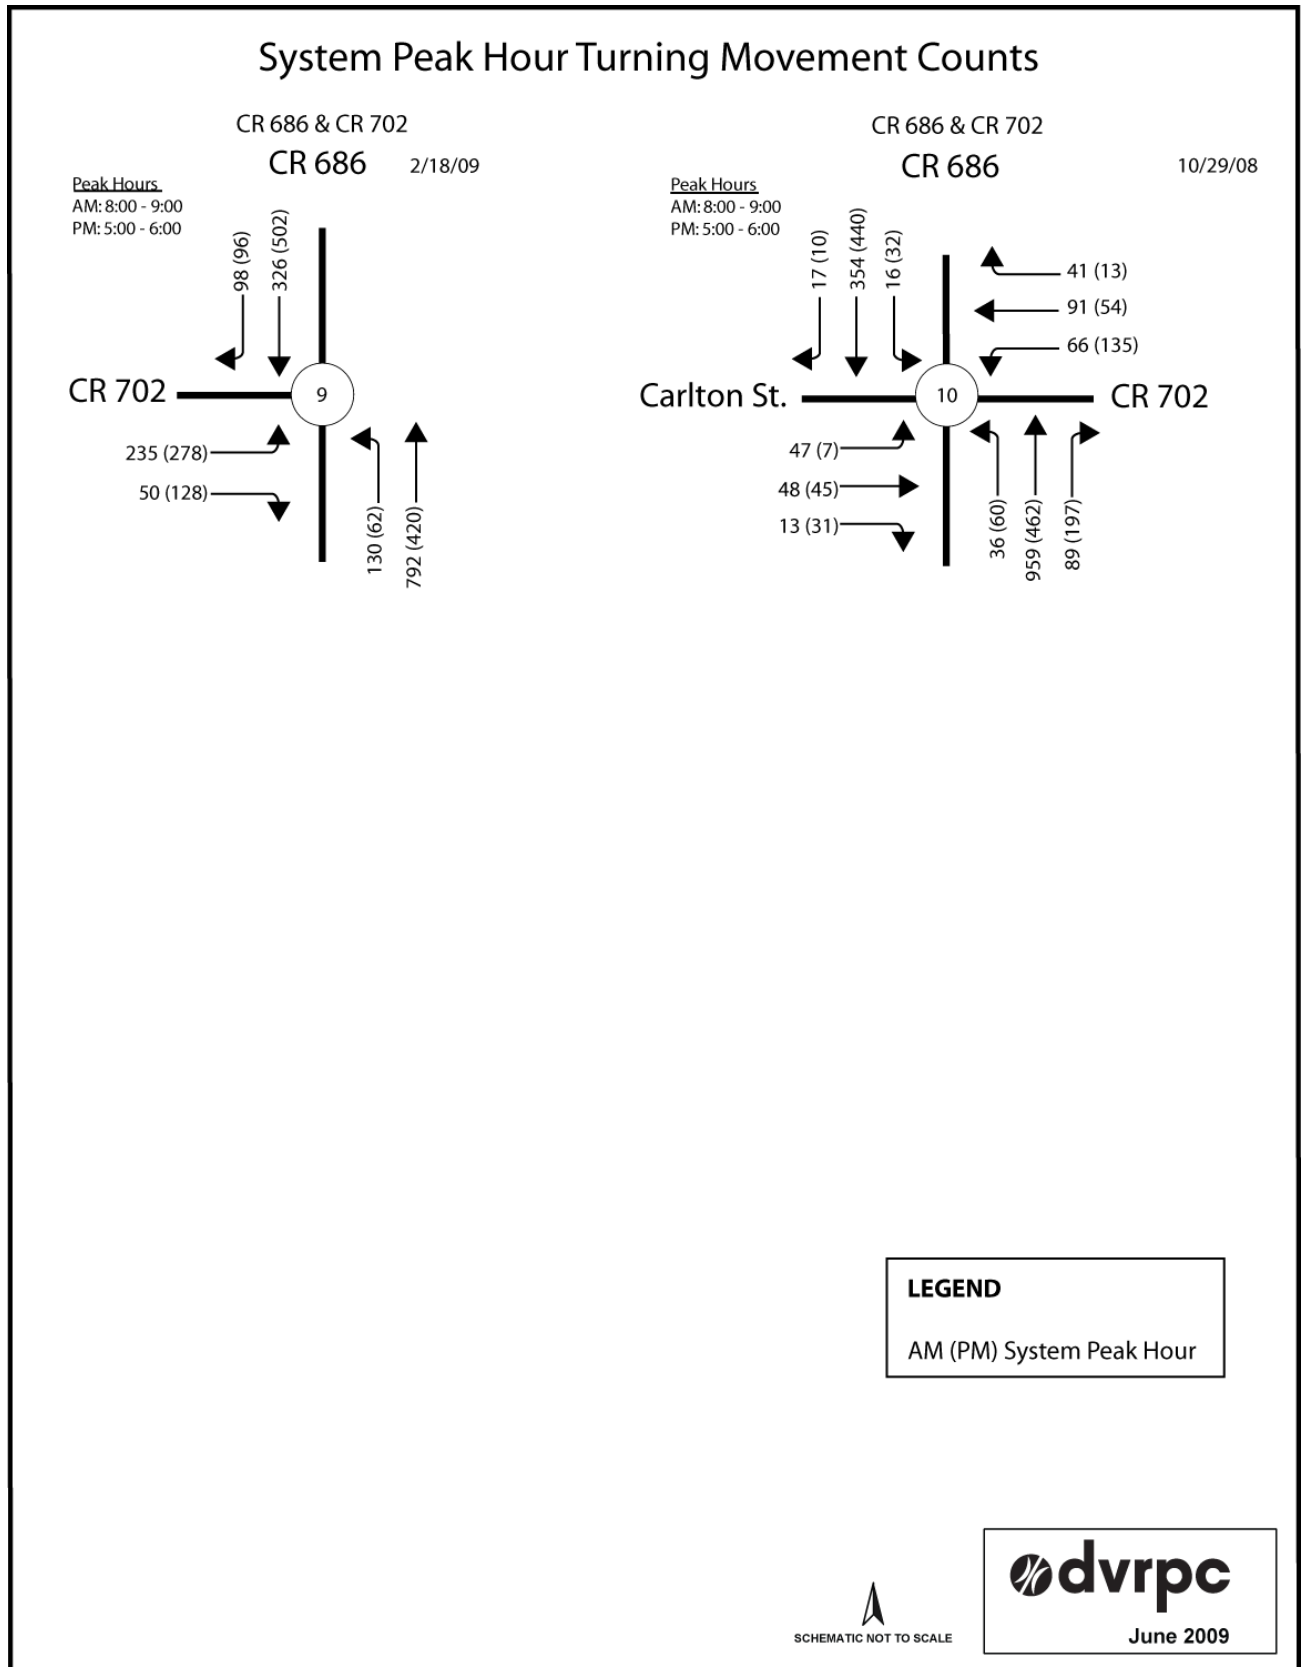 System Peak Hour Turning Movement Counts
CR 686 & CR 702
CR 686
2/18/09
Peak Hours
AM: 8:00 - 9:00
PM: 5:00 - 6:00
98 (96)
326 (502)
CR 702
9
235 (278)
50 (128)
130 (62)
792 (420)
CR 686 & CR 702
CR 686
10/29/08
Peak Hours
AM: 8:00 - 9:00
PM: 5:00 - 6:00
17 (10)
354 (440)
16 (32)
41 (13)
91 (54)
66 (135)
Carlton St.
10
CR 702
47 (7)
48 (45)
13 (31)
36 (60)
959 (462)
89 (197)
LEGEND
AM (PM) System Peak Hour
SCHEMATIC NOT TO SCALE
dvrpc
June 2009